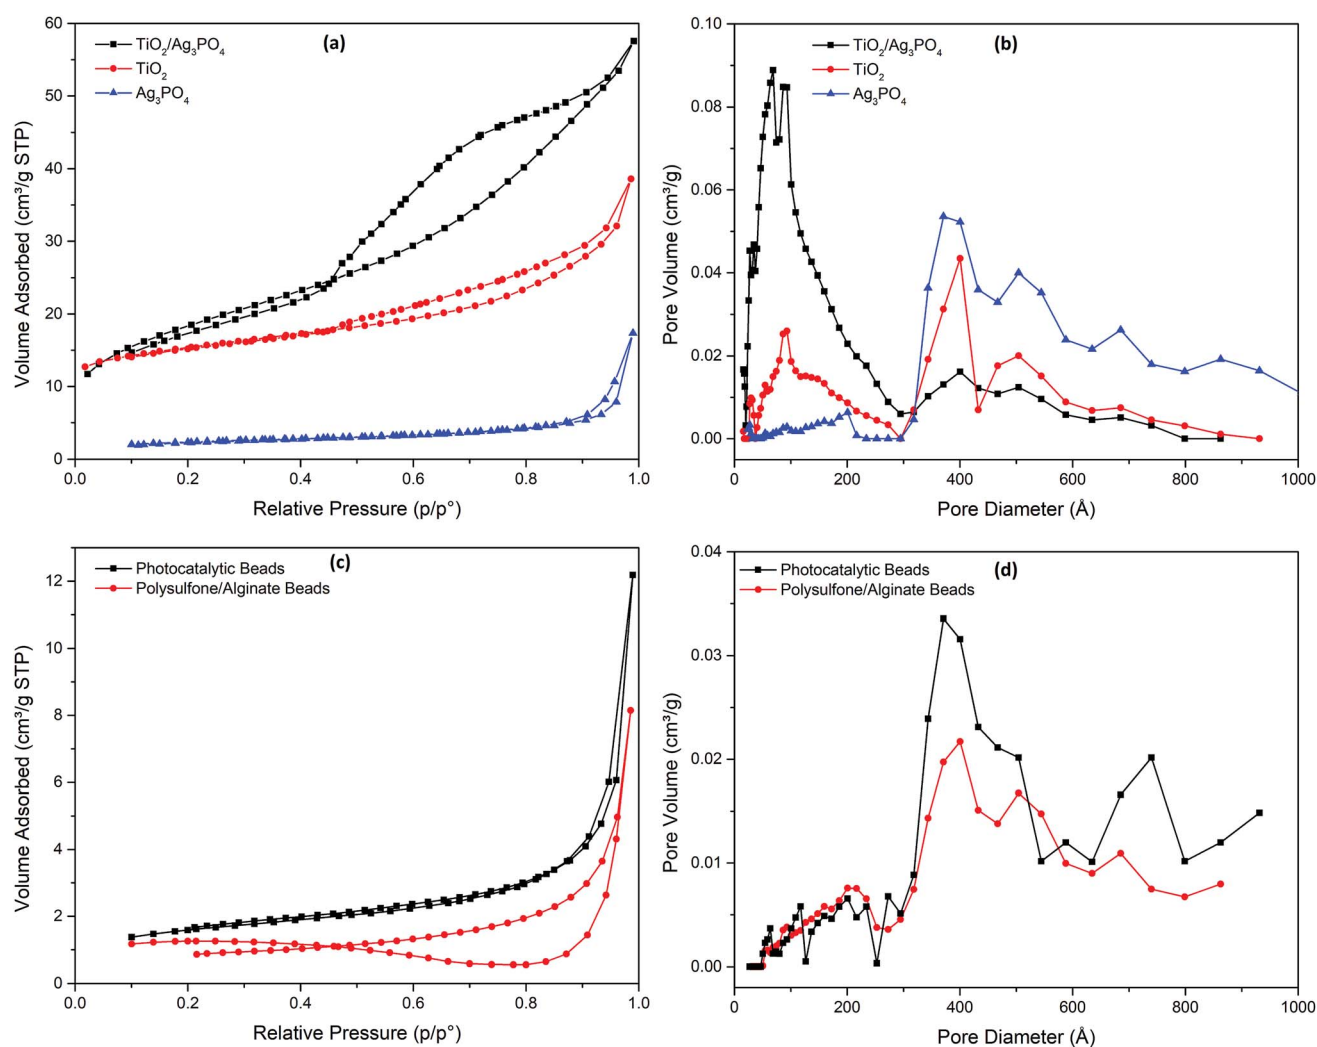 (a)
TiO₂/Ag₃PO₄
TiO₂
Ag₃PO₄
60
50
40
30
20
10
0
Volume Adsorbed (cm³/g STP)
0.0 0.2 0.4 0.6 0.8 1.0
Relative Pressure (p/p°)
(b)
TiO₂/Ag₃PO₄
TiO₂
Ag₃PO₄
0.10
0.08
0.06
0.04
0.02
0.00
Pore Volume (cm³/g)
0 200 400 600 800 1000
Pore Diameter (Å)
(c)
Photocatalytic Beads
Polysulfone/Alginate Beads
12
10
8
6
4
2
0
Volume Adsorbed (cm³/g STP)
0.0 0.2 0.4 0.6 0.8 1.0
Relative Pressure (p/p°)
(d)
Photocatalytic Beads
Polysulfone/Alginate Beads
0.04
0.03
0.02
0.01
0.00
Pore Volume (cm³/g)
0 200 400 600 800 1000
Pore Diameter (Å)